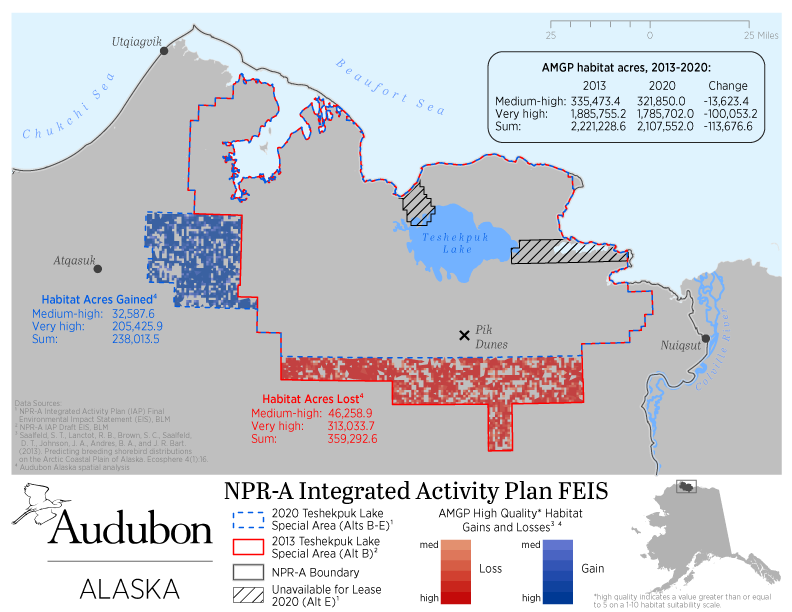 Utqiagvik
Chukchi Sea
Beaufort Sea
25 0 25 Miles
AMGP habitat acres, 2013-2020:
2013 2020 Change
Medium-high: 335,473.4 321,850.0 -13,623.4
Very high: 1,885,755.2 1,785,702.0 -100,053.2
Sum: 2,221,228.6 2,107,552.0 -113,676.6
Teshekpuk
Lake
Atqasuk
Habitat Acres Gained⁴
Medium-high: 32,587.6
Very high: 205,425.9
Sum: 238,013.5
Pik
Dunes
Nuiqsut
Colville River
Habitat Acres Lost⁴
Medium-high: 46,258.9
Very high: 313,033.7
Sum: 359,292.6
Data Sources:
¹ NPR-A Integrated Activity Plan (IAP) Final
Environmental Impact Statement (EIS), BLM
² NPR-A IAP Draft EIS, BLM
³ Saalfeld, S. T., Lanctot, R. B., Brown, S. C., Saalfeld,
D. T., Johnson, J. A., Andres, B. A., and J. R. Bart.
(2013). Predicting breeding shorebird distributions
on the Arctic Coastal Plain of Alaska. Ecosphere 4(1):16.
⁴ Audubon Alaska spatial analysis
Audubon
ALASKA
NPR-A Integrated Activity Plan FEIS
2020 Teshekpuk Lake
Special Area (Alts B-E)¹
2013 Teshekpuk Lake
Special Area (Alt B)²
NPR-A Boundary
Unavailable for Lease
2020 (Alt E)¹
AMGP High Quality* Habitat
Gains and Losses³ ⁴
med
Loss
high
med
Gain
high
*high quality indicates a value greater than or equal
to 5 on a 1-10 habitat suitability scale.